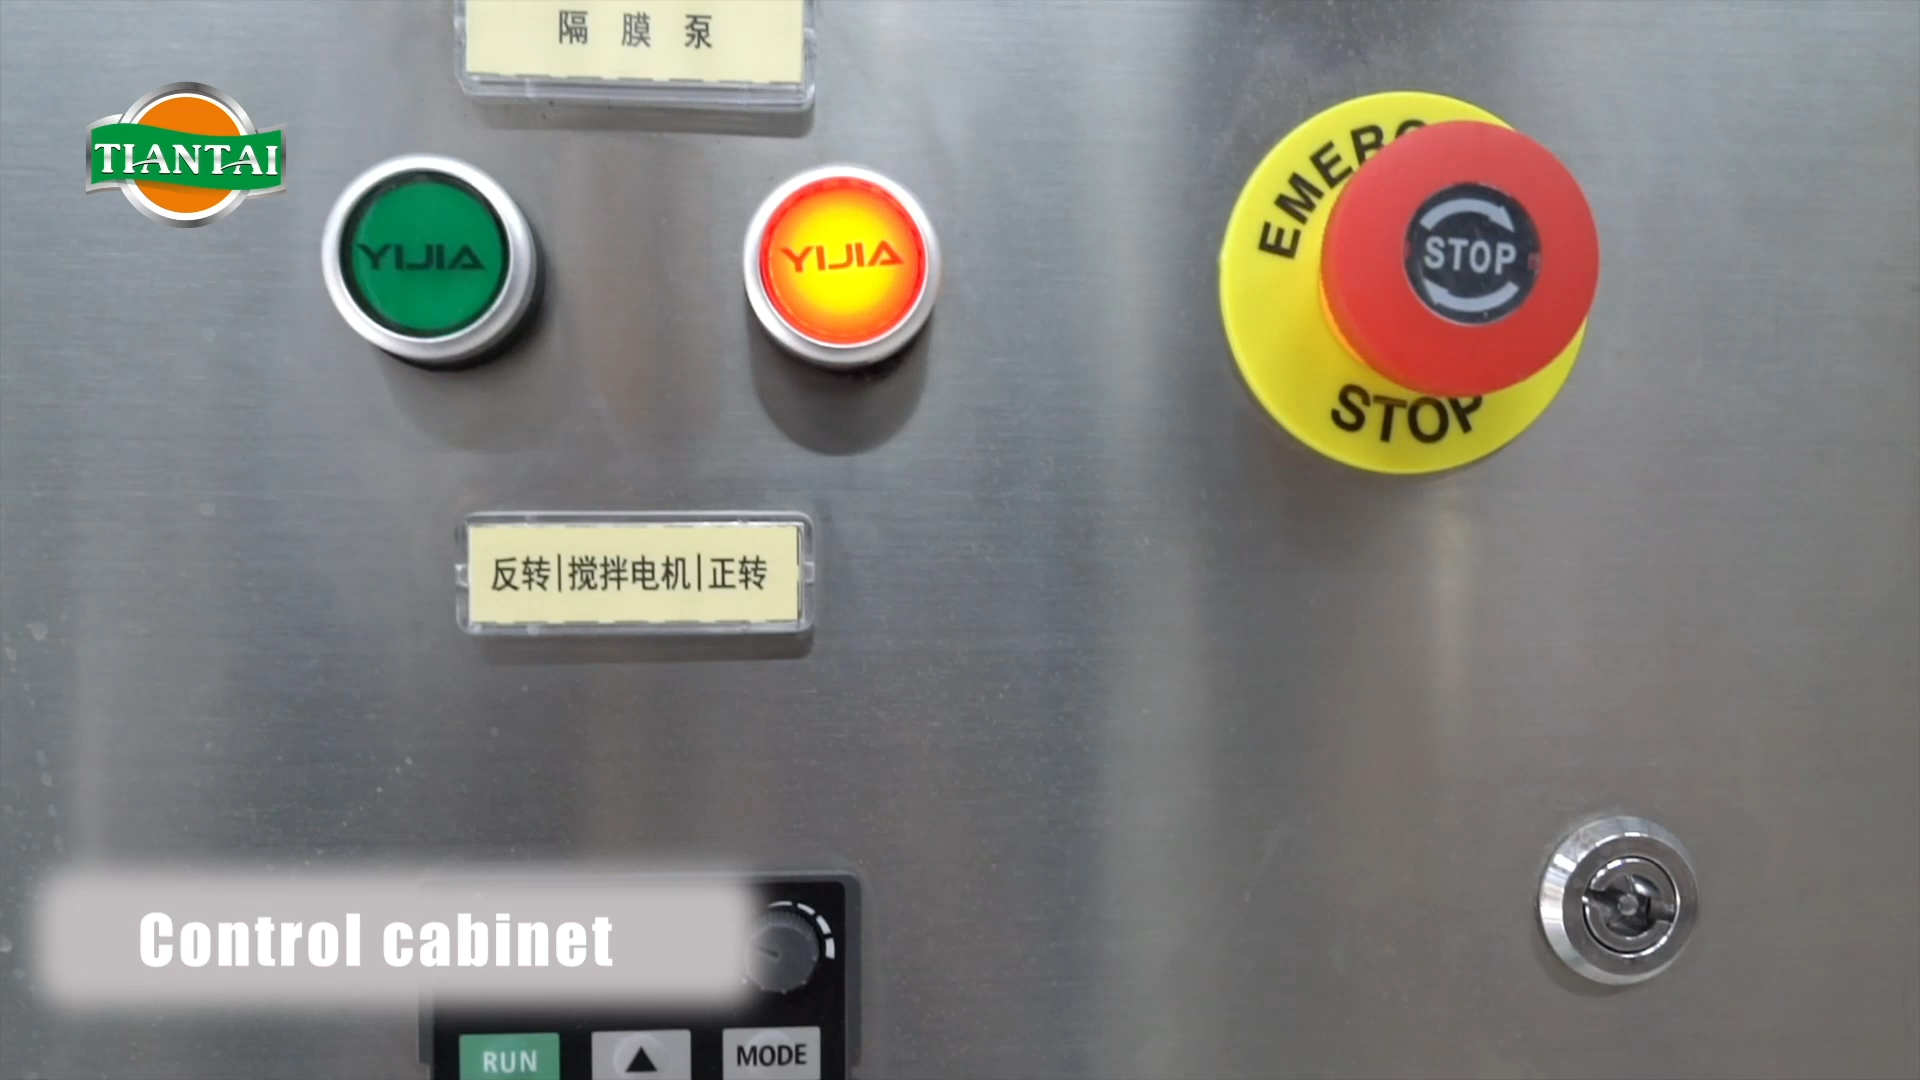 隔膜泵
TIANTAI
YIJIA
YIJIA
EMERG
STOP
STOP
反转|搅拌电机|正转
Control cabinet
RUN
MODE